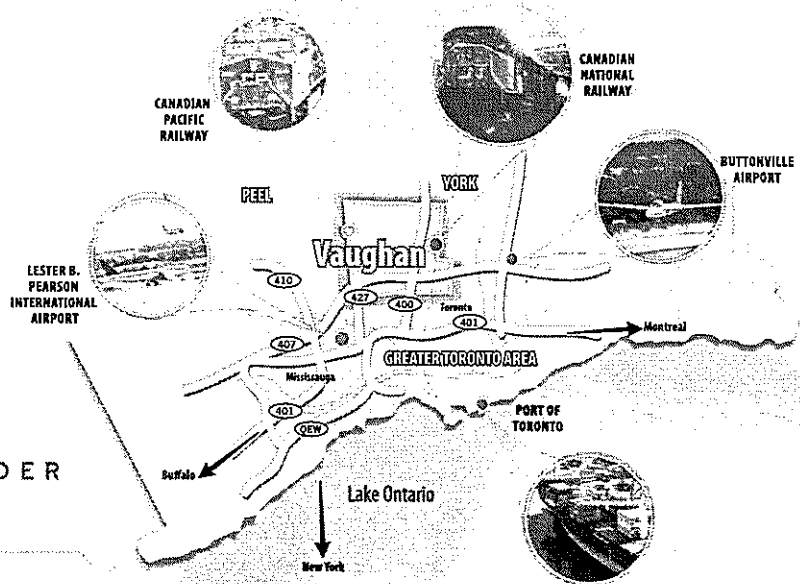 CANADIAN
PACIFIC
RAILWAY
CANADIAN
NATIONAL
RAILWAY
BUTTONVILLE
AIRPORT
PEEL
YORK
Vaughan
LESTER B.
PEARSON
INTERNATIONAL
AIRPORT
410
427
400
Toronto
401
407
Montreal
GREATER TORONTO AREA
Mississauga
401
QEW
PORT OF
TORONTO
Buffalo
DER
Lake Ontario
New York